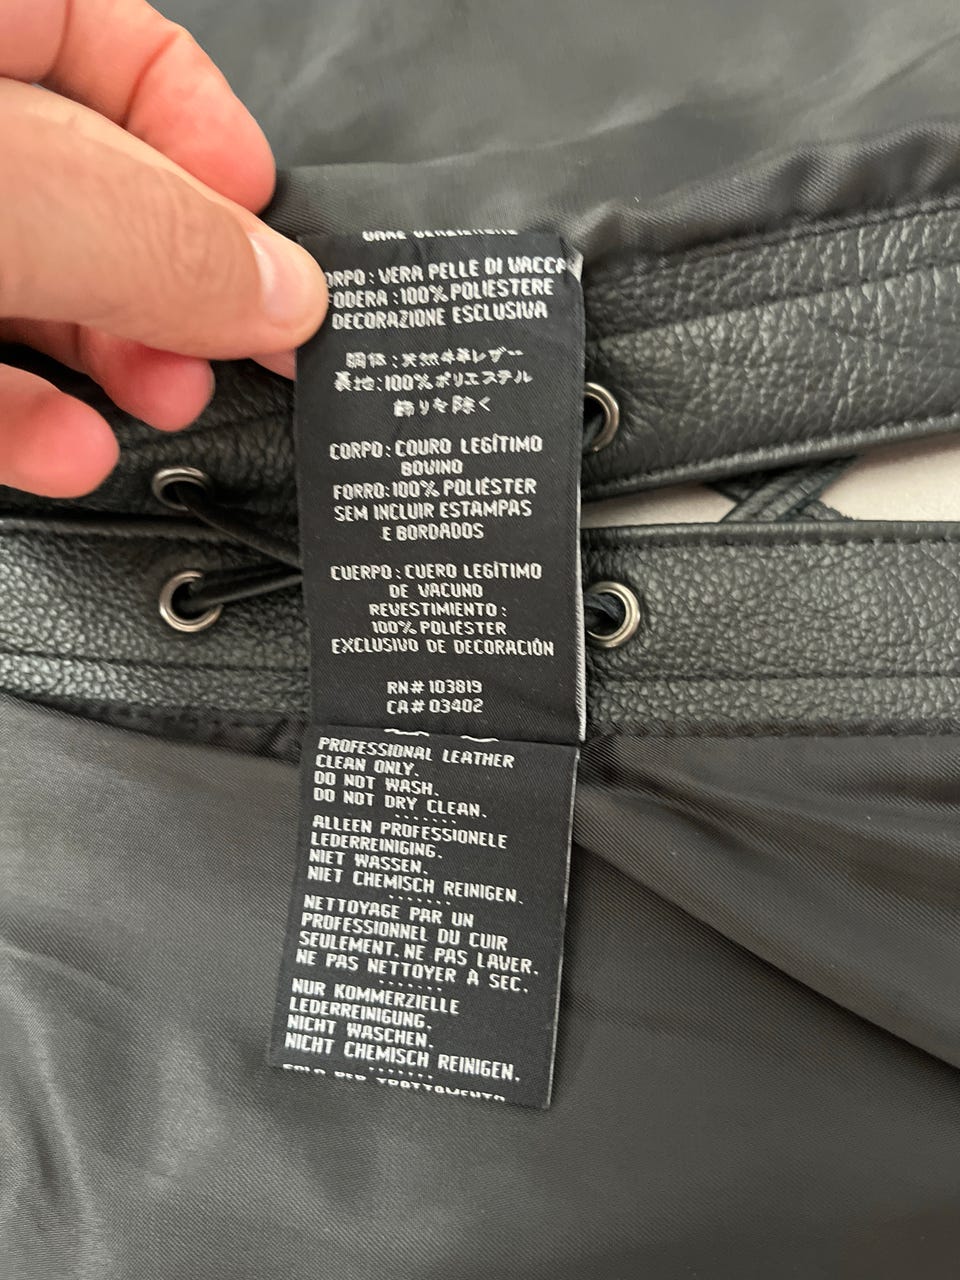 ORPO : VERA PELLE DI VACCA
FODERA :100% POLIESTERE
DECORAZIONE ESCLUSIVA
胴体 : 天然牛革レザー
裏地:100% ポリエステル
飾りを除く
CORPO : COURO LEGÍTIMO
BOVINO
FORRO:100% POLIÉSTER
SEM INCLUIR ESTAMPAS
E BORDADOS
CUERPO : CUERO LEGÍTIMO
DE VACUNO
REVESTIMIENTO :
100% POLIÉSTER
EXCLUSIVO DE DECORACIÓN
RN# 103819
CA# 03402
PROFESSIONAL LEATHER
CLEAN ONLY.
DO NOT WASH.
DO NOT DRY CLEAN.
ALLEEN PROFESSIONELE
LEDERREINIGING.
NIET WASSEN.
NIET CHEMISCH REINIGEN.
NETTOYAGE PAR UN
PROFESSIONNEL DU CUIR
SEULEMENT. NE PAS LAVER.
NE PAS NETTOYER À SEC.
NUR KOMMERZIELLE
LEDERREINIGUNG.
NICHT WASCHEN.
NICHT CHEMISCH REINIGEN.